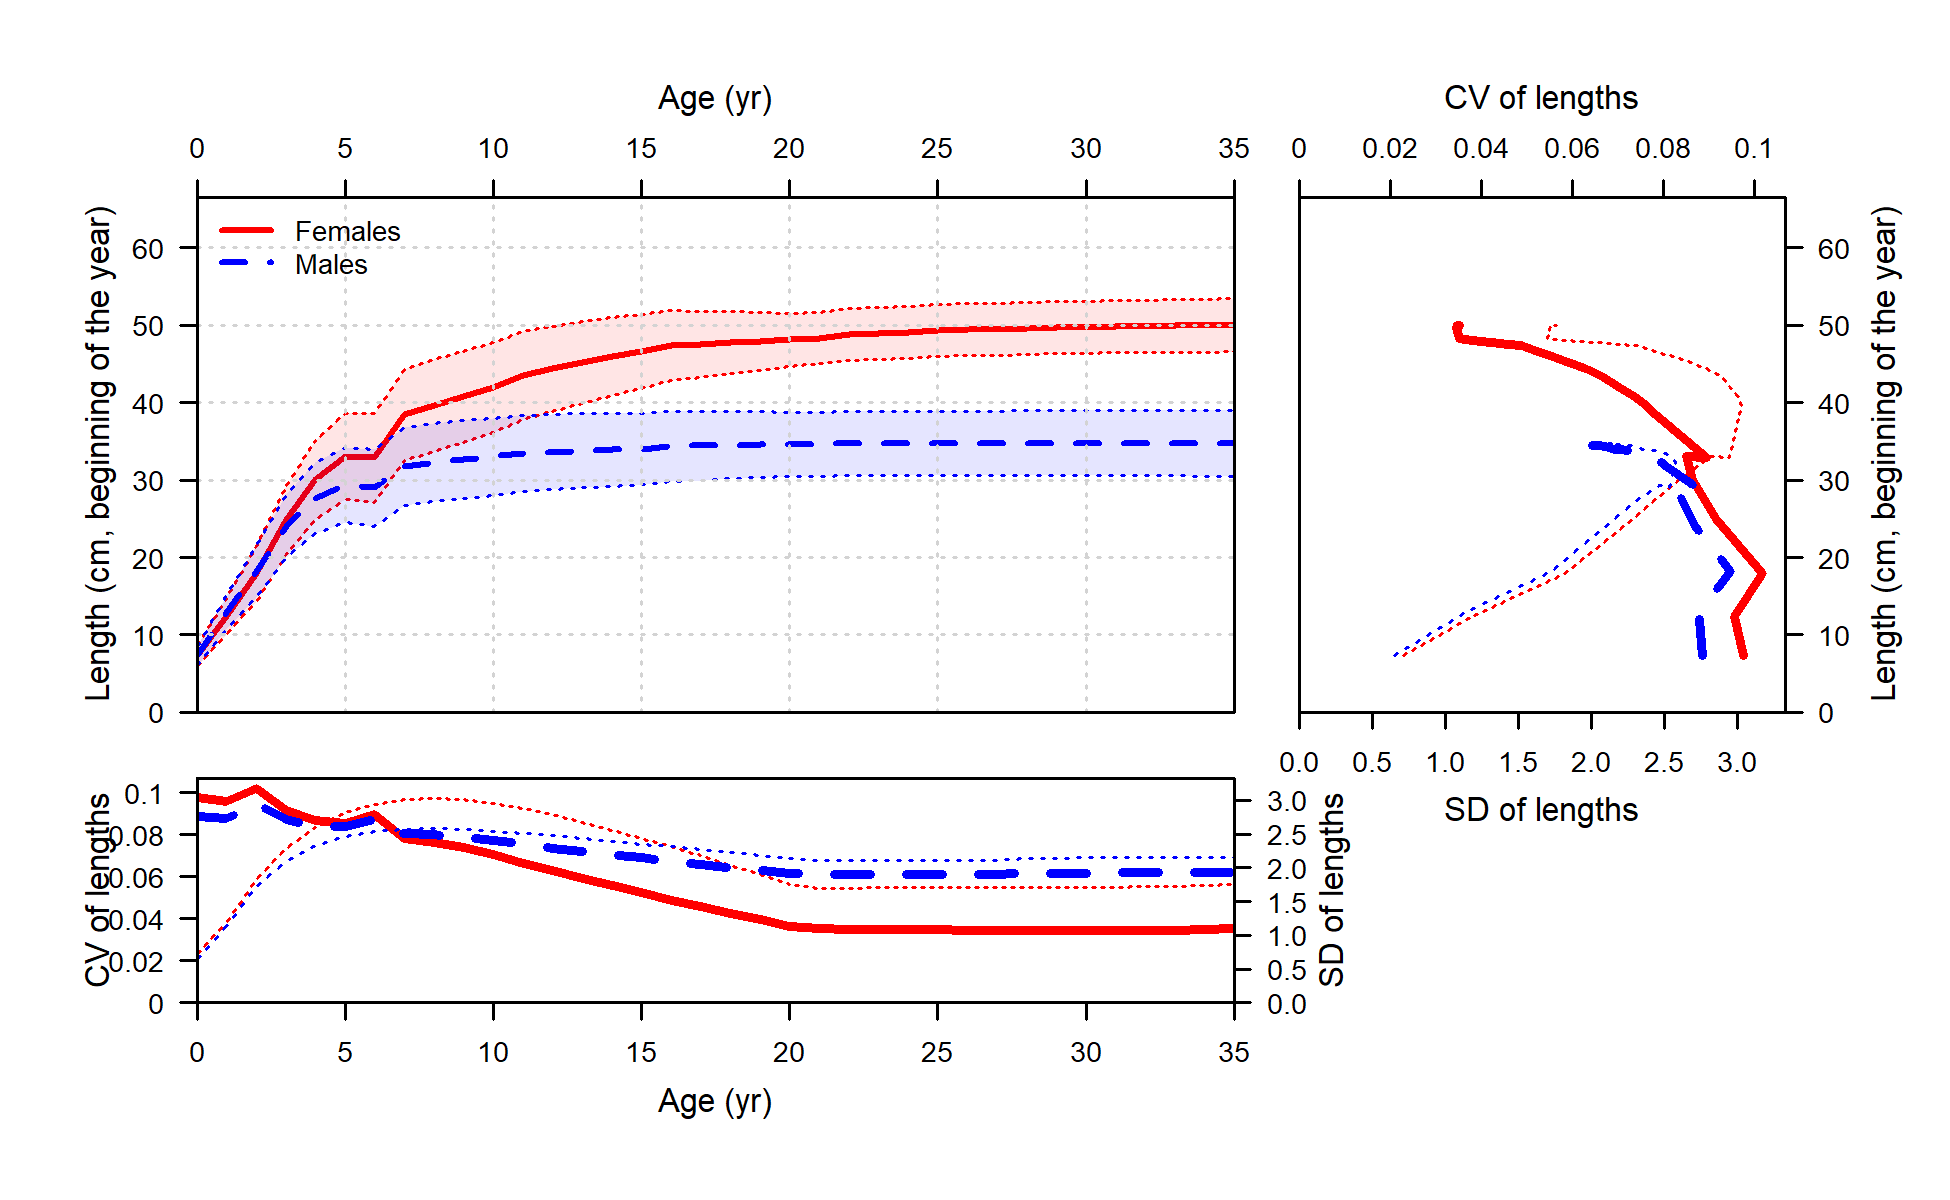 Age (yr)
CV of lengths
0 5 10 15 20 25 30 35
0 0.02 0.04 0.06 0.08 0.1
Length (cm, beginning of the year)
60
50
40
30
20
10
0
Females
Males
60
50
40
30
20
10
0
Length (cm, beginning of the year)
0.0 0.5 1.0 1.5 2.0 2.5 3.0
SD of lengths
CV of lengths
0.1
0.08
0.06
0.04
0.02
0
3.0
2.5
2.0
1.5
1.0
0.5
0.0
SD of lengths
0 5 10 15 20 25 30 35
Age (yr)